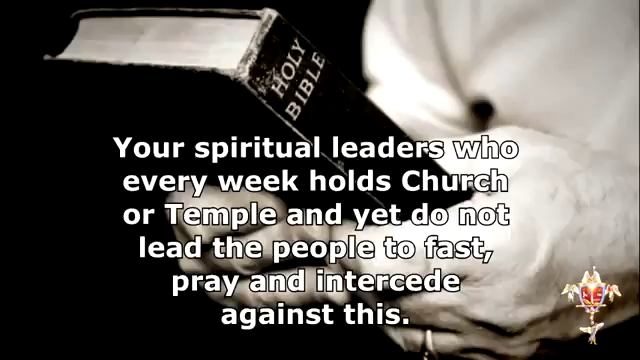 HOLY
BIBLE
Your spiritual leaders who
every week holds Church
or Temple and yet do not
lead the people to fast,
pray and intercede
against this.